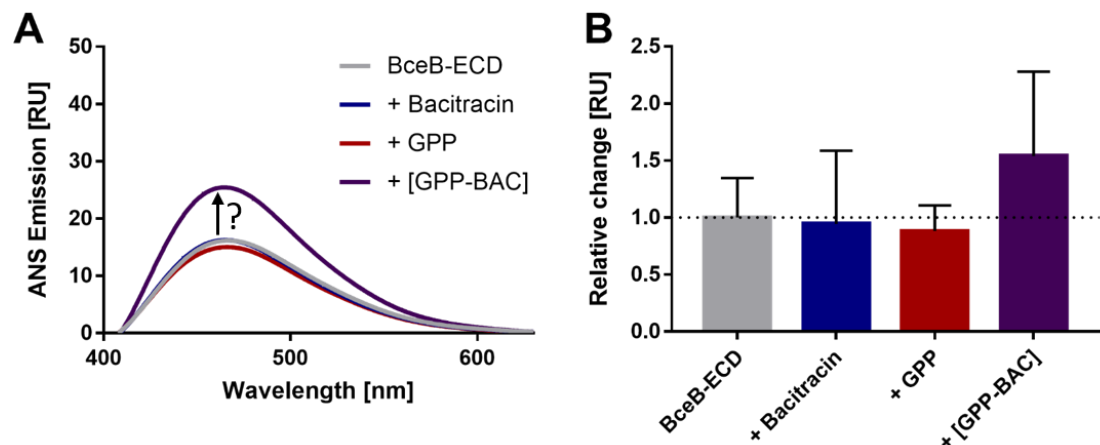 A
50
40
30
20
10
0
ANS Emission [RU]
400
500
600
Wavelength [nm]
BceB-ECD
+ Bacitracin
+ GPP
+ [GPP-BAC]
?
B
2.5
2.0
1.5
1.0
0.5
0.0
Relative change [RU]
BceB-ECD
+ Bacitracin
+ GPP
+ [GPP-BAC]